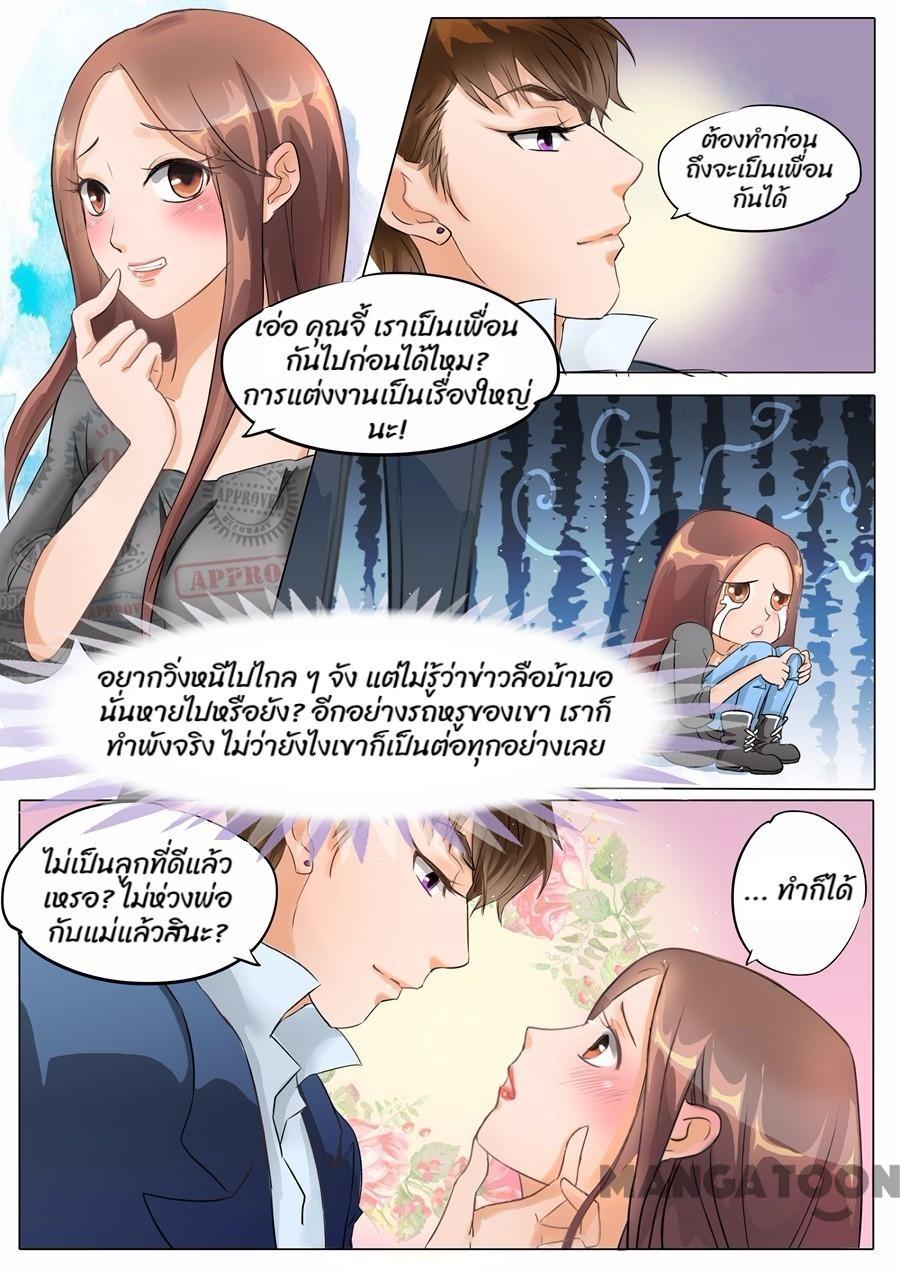 ต้องทำก่อน
ถึงจะเป็นเพื่อน
กันได้
เอ่อ คุณจี้ เราเป็นเพื่อน
กันไปก่อนได้ไหม?
การแต่งงานเป็นเรื่องใหญ่
นะ!
APPROVED
APPRO
อยากวิ่งหนีไปไกล ๆ จัง แต่ไม่รู้ว่าข่าวลือบ้าบอ
นั่นหายไปหรือยัง? อีกอย่างรถหรูของเขา เราก็
ทำพังจริง ไม่ว่ายังไงเขาก็เป็นต่อทุกอย่างเลย
ไม่เป็นลูกที่ดีแล้ว
เหรอ? ไม่ห่วงพ่อ
กับแม่แล้วสินะ?
... ทำก็ได้
MANGATOON